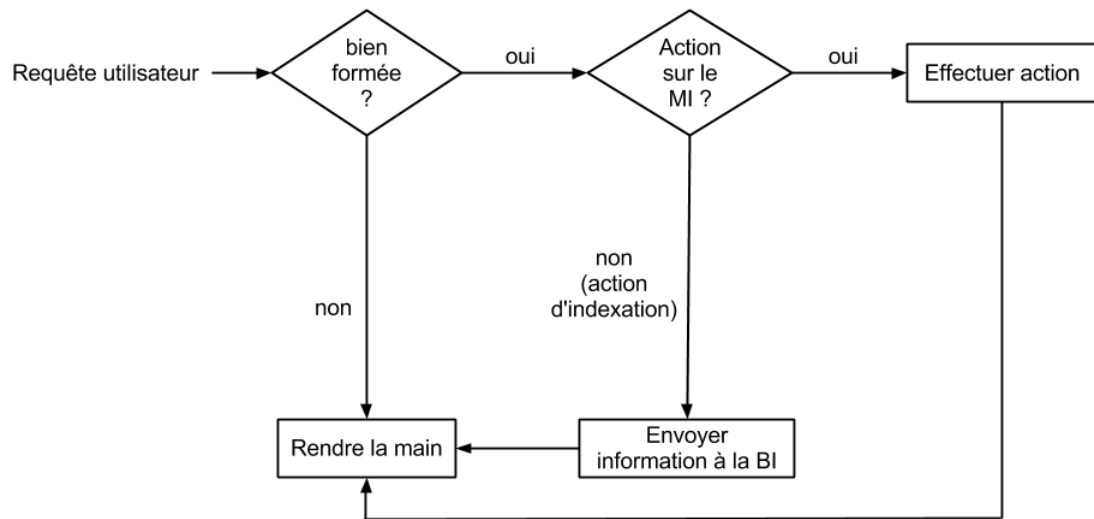 Requête utilisateur
bien
formée
?
oui
Action
sur le
MI ?
oui
Effectuer action
non
non
(action
d'indexation)
Rendre la main
Envoyer
information à la BI